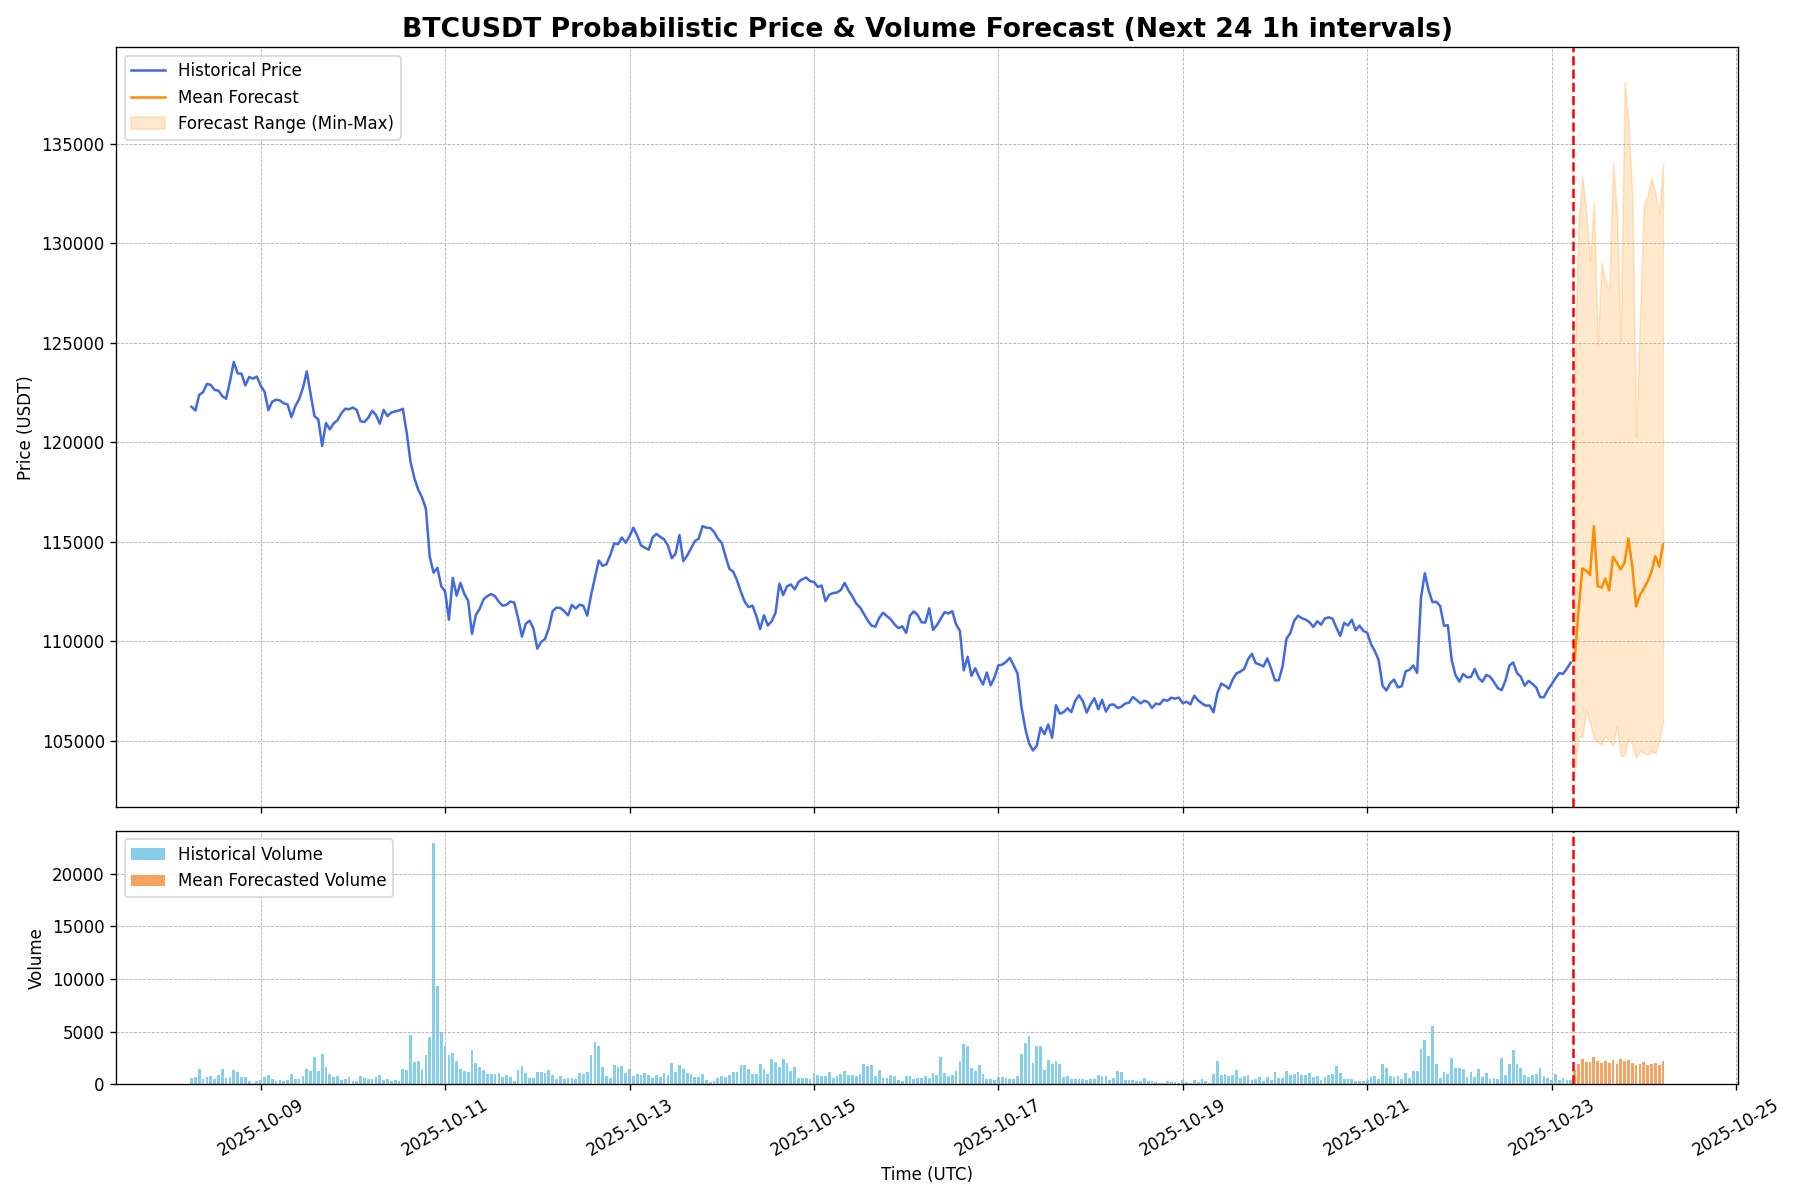 BTCUSDT Probabilistic Price & Volume Forecast (Next 24 1h intervals)
Historical Price
Mean Forecast
Forecast Range (Min-Max)
135000
130000
125000
120000
115000
110000
105000
Price (USDT)
Historical Volume
Mean Forecasted Volume
20000
15000
10000
5000
0
Volume
2025-10-09
2025-10-11
2025-10-13
2025-10-15
2025-10-17
2025-10-19
2025-10-21
2025-10-23
2025-10-25
Time (UTC)